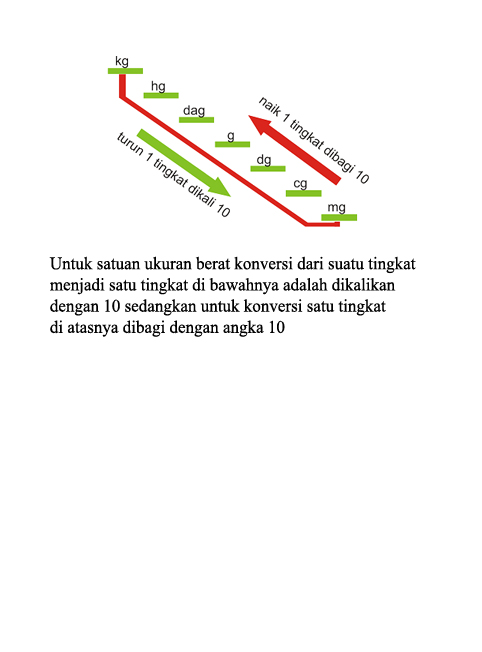 kg
hg
dag
g
dg
cg
mg
naik 1 tingkat dibagi 10
turun 1 tingkat dikali 10
Untuk satuan ukuran berat konversi dari suatu tingkat
menjadi satu tingkat di bawahnya adalah dikalikan
dengan 10 sedangkan untuk konversi satu tingkat
di atasnya dibagi dengan angka 10